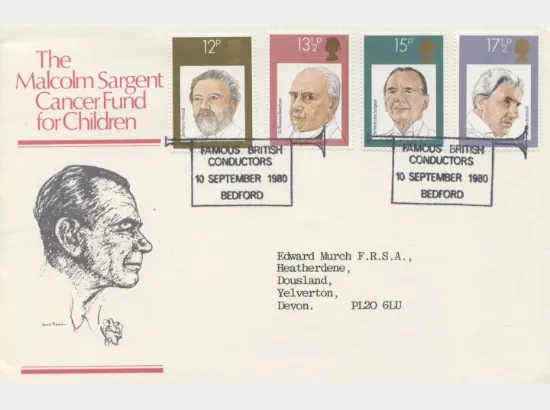 The
Malcolm Sargent
Cancer Fund
for Children
12P
13½P
15P
17½P
FAMOUS BRITISH
CONDUCTORS
10 SEPTEMBER 1980
BEDFORD
FAMOUS BRITISH
CONDUCTORS
10 SEPTEMBER 1980
BEDFORD
Edward Murch F.R.S.A.,
Heatherdene,
Dousland,
Yelverton,
Devon. PL20 6LU